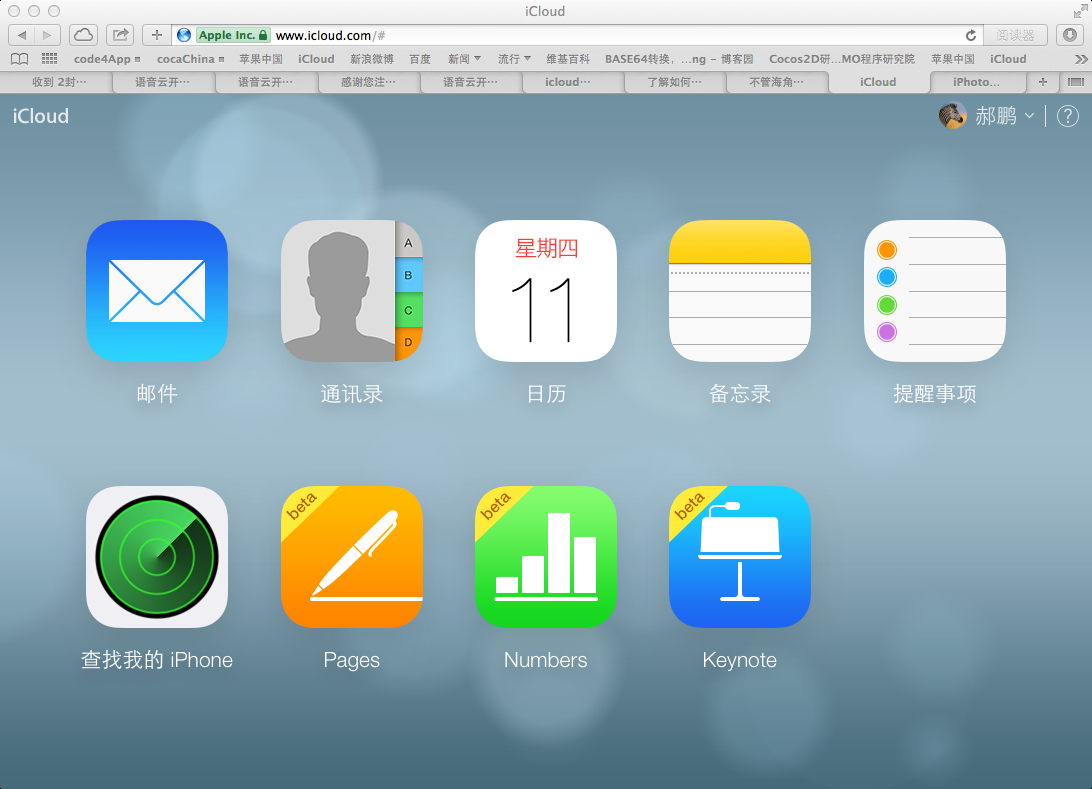 iCloud
Apple Inc. www.icloud.com/# 阅读器
code4App cocaChina 苹果中国 iCloud 新浪微博 百度 新闻 流行 维基百科 BASE64转换，...ng - 博客园 Cocos2D研...MO程序研究院 苹果中国 iCloud
收到 2封… 语音云开… 语音云开… 感谢您注… 语音云开… icloud… 了解如何… 不管海角… iCloud iPhoto…
iCloud 郝鹏 ?
A
B
C
D
星期四
11
邮件 通讯录 日历 备忘录 提醒事项
beta beta beta
查找我的 iPhone Pages Numbers Keynote